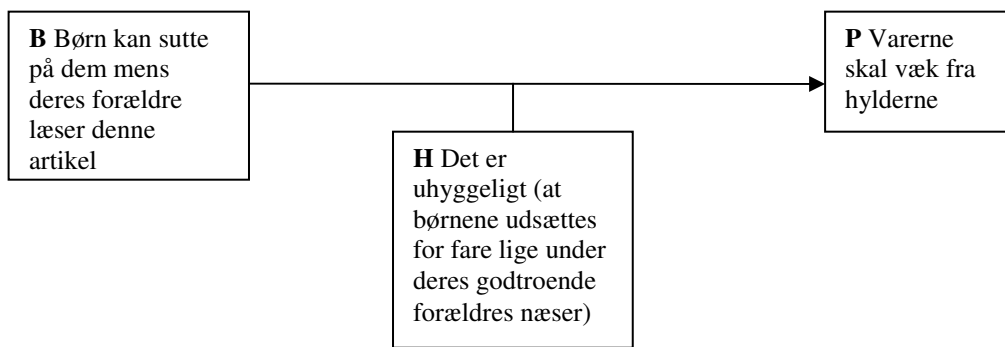 B Børn kan sutte
på dem mens
deres forældre
læser denne
artikel
P Varerne
skal væk fra
hylderne
H Det er
uhyggeligt (at
børnene udsættes
for fare lige under
deres godtroende
forældres næser)